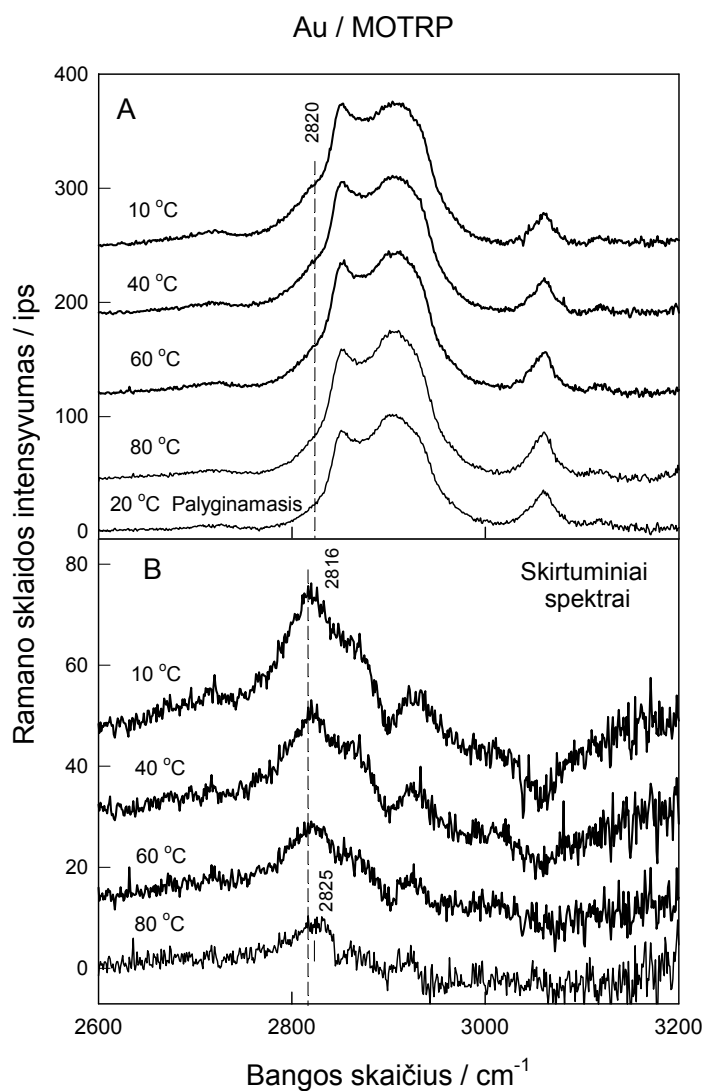 Au / MOTRP
Ramano sklaidos intensyvumas / ips
400
300
200
100
0
A
2820
10 °C
40 °C
60 °C
80 °C
20 °C Palyginamasis
80
60
40
20
0
B
2816
Skirtuminiai
spektrai
10 °C
40 °C
60 °C
2825
80 °C
2600
2800
3000
3200
Bangos skaičius / cm⁻¹